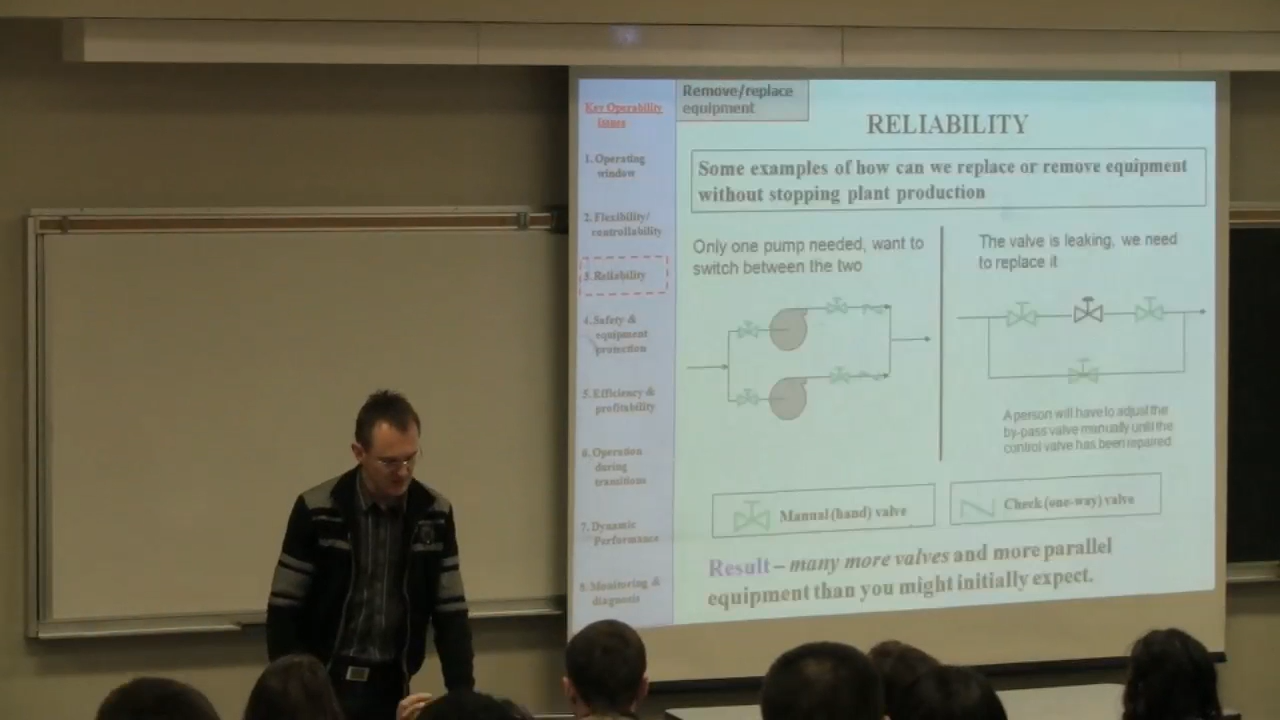 Key Operability
issues
1. Operating
window
2. Flexibility/
controllability
3. Reliability
4. Safety &
equipment
protection
5. Efficiency &
profitability
6. Operation
during
transitions
7. Dynamic
Performance
8. Monitoring &
diagnosis
Remove/replace
equipment
RELIABILITY
Some examples of how can we replace or remove equipment
without stopping plant production
Only one pump needed, want to
switch between the two
The valve is leaking, we need
to replace it
A person will have to adjust the
by-pass valve manually until the
control valve has been repaired
Manual (hand) valve
Check (one-way) valve
Result – many more valves and more parallel
equipment than you might initially expect.